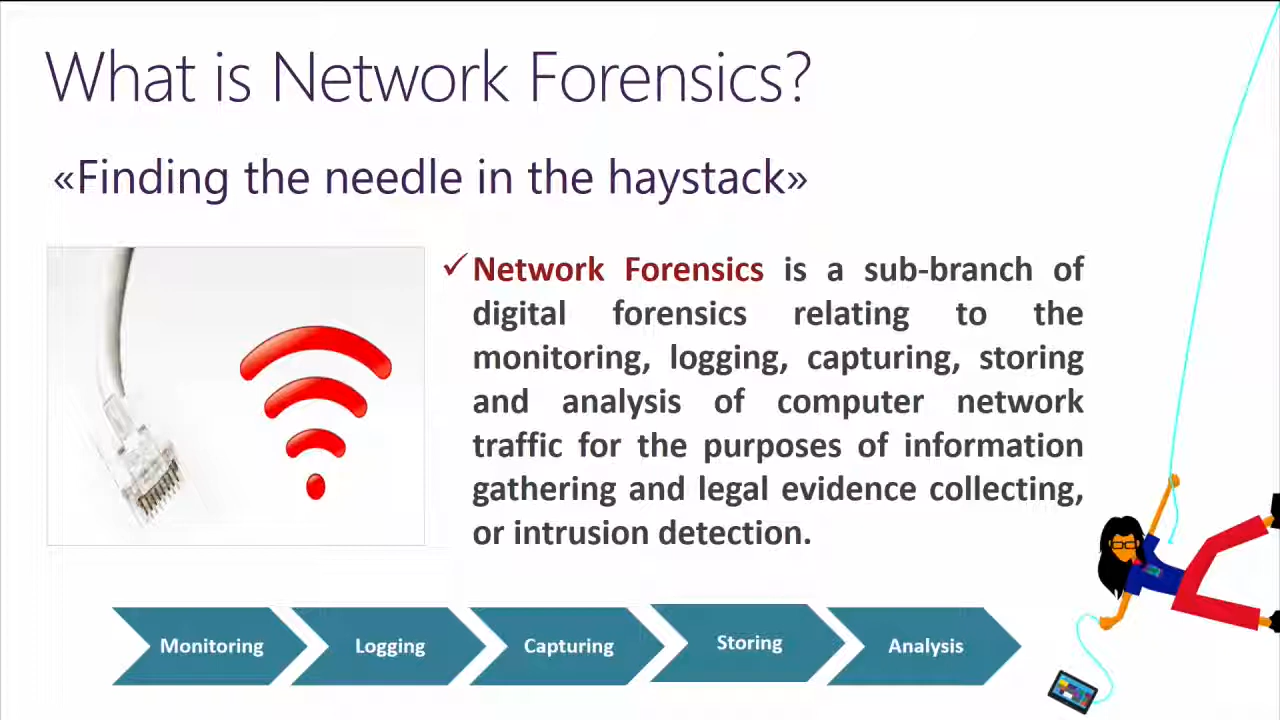 What is Network Forensics?
«Finding the needle in the haystack»
✓Network Forensics is a sub-branch of
digital forensics relating to the
monitoring, logging, capturing, storing
and analysis of computer network
traffic for the purposes of information
gathering and legal evidence collecting,
or intrusion detection.
Monitoring
Logging
Capturing
Storing
Analysis